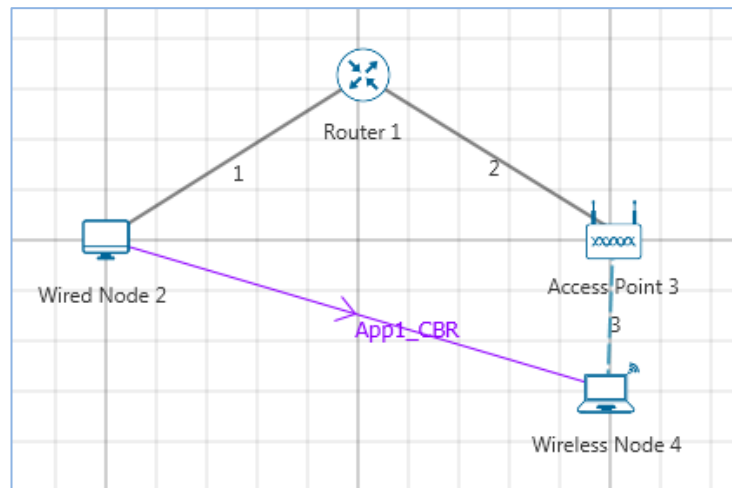 Router 1
1
2
Wired Node 2
Access Point 3
App1_CBR
3
Wireless Node 4